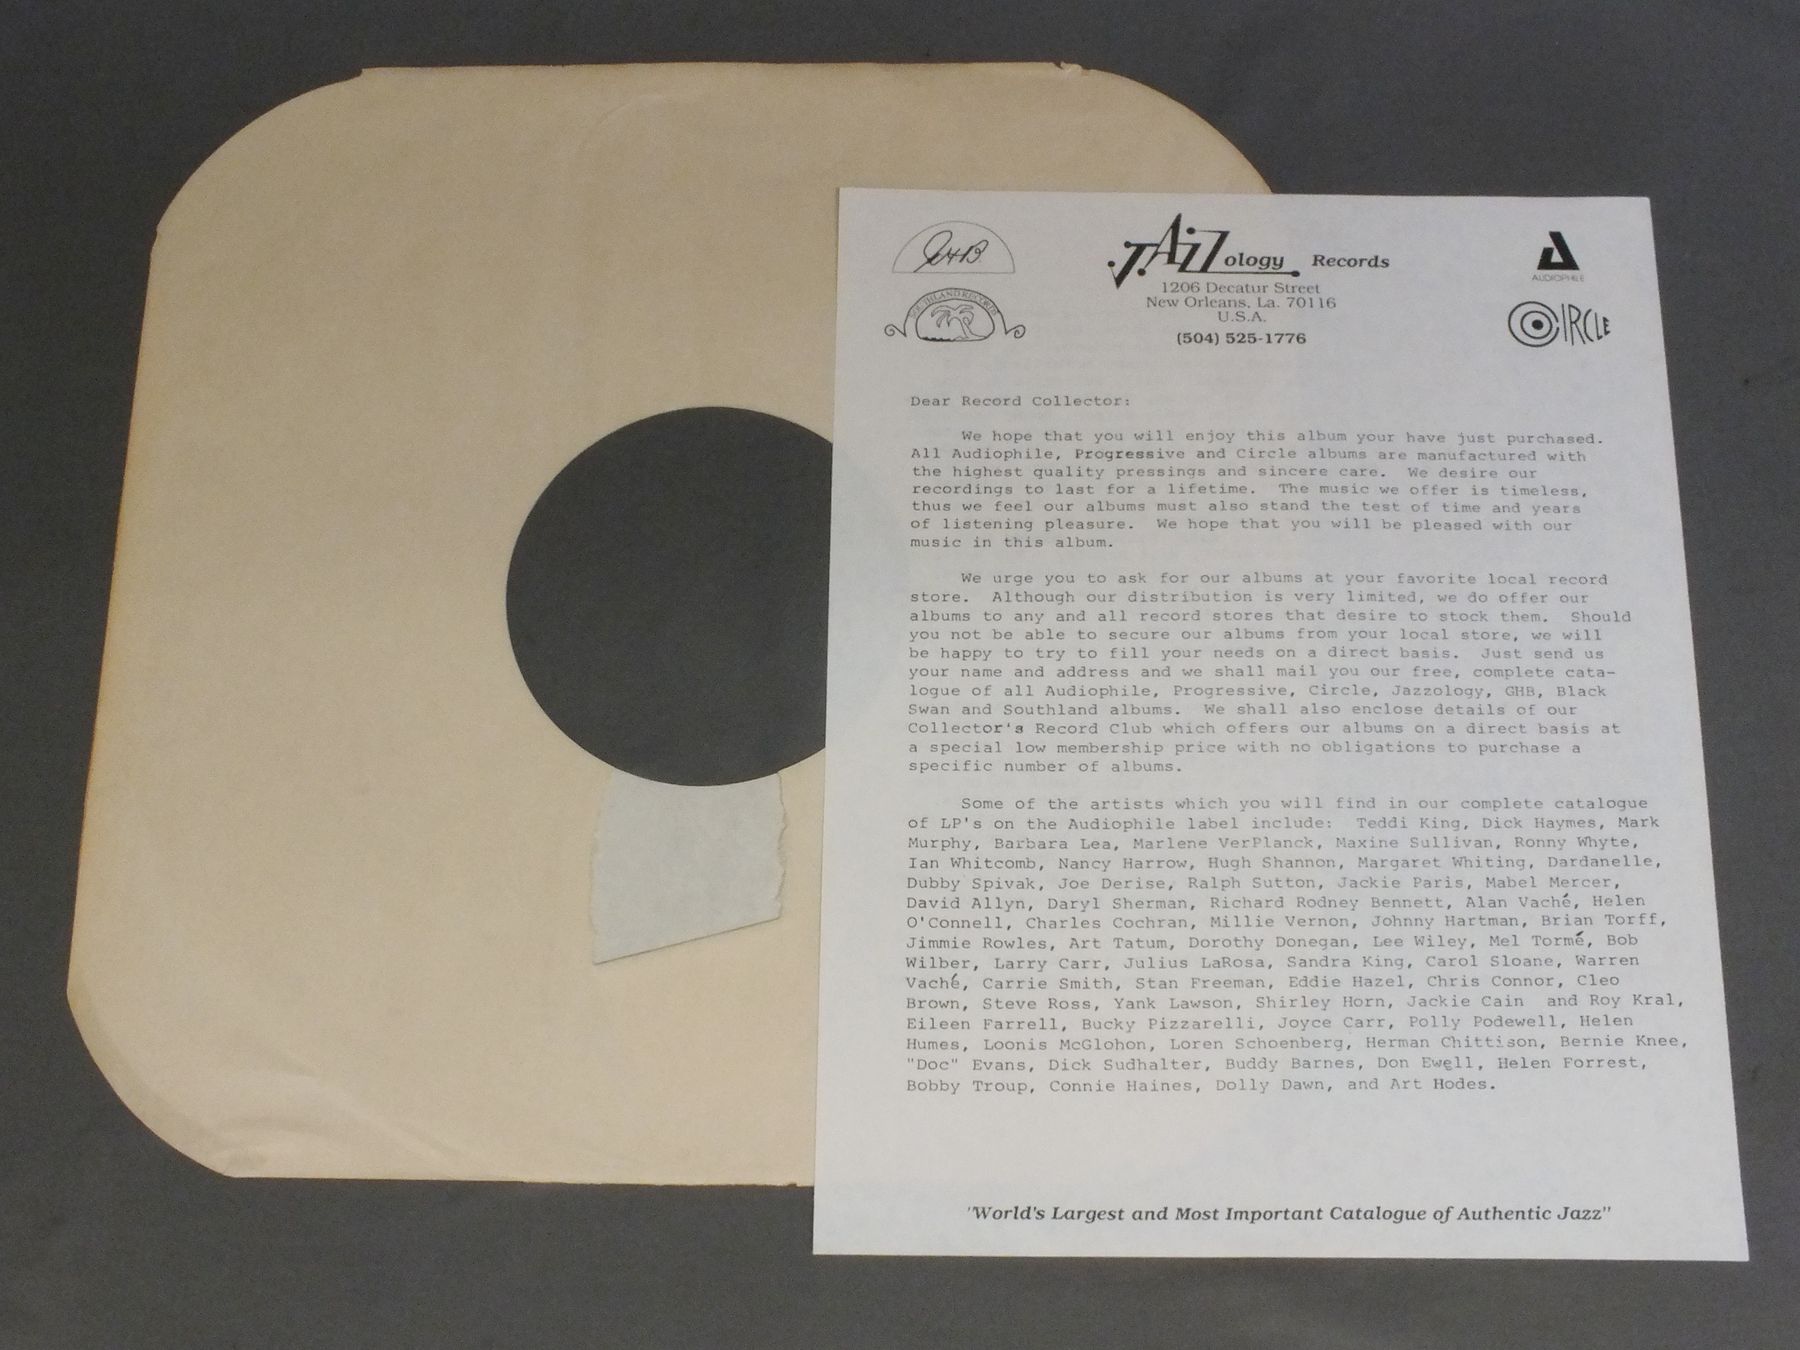 GHB
JAZZology Records
AUDIOPHILE
1206 Decatur Street
New Orleans, La. 70116
U.S.A.
(504) 525-1776
SOUTHLAND RECORDS
CIRCLE
Dear Record Collector:
We hope that you will enjoy this album your have just purchased.
All Audiophile, Progressive and Circle albums are manufactured with
the highest quality pressings and sincere care. We desire our
recordings to last for a lifetime. The music we offer is timeless,
thus we feel our albums must also stand the test of time and years
of listening pleasure. We hope that you will be pleased with our
music in this album.
We urge you to ask for our albums at your favorite local record
store. Although our distribution is very limited, we do offer our
albums to any and all record stores that desire to stock them. Should
you not be able to secure our albums from your local store, we will
be happy to try to fill your needs on a direct basis. Just send us
your name and address and we shall mail you our free, complete cata-
logue of all Audiophile, Progressive, Circle, Jazzology, GHB, Black
Swan and Southland albums. We shall also enclose details of our
Collector's Record Club which offers our albums on a direct basis at
a special low membership price with no obligations to purchase a
specific number of albums.
Some of the artists which you will find in our complete catalogue
of LP's on the Audiophile label include: Teddi King, Dick Haymes, Mark
Murphy, Barbara Lea, Marlene VerPlanck, Maxine Sullivan, Ronny Whyte,
Ian Whitcomb, Nancy Harrow, Hugh Shannon, Margaret Whiting, Dardanelle,
Dubby Spivak, Joe Derise, Ralph Sutton, Jackie Paris, Mabel Mercer,
David Allyn, Daryl Sherman, Richard Rodney Bennett, Alan Vaché, Helen
O'Connell, Charles Cochran, Millie Vernon, Johnny Hartman, Brian Torff,
Jimmie Rowles, Art Tatum, Dorothy Donegan, Lee Wiley, Mel Tormé, Bob
Wilber, Larry Carr, Julius LaRosa, Sandra King, Carol Sloane, Warren
Vaché, Carrie Smith, Stan Freeman, Eddie Hazel, Chris Connor, Cleo
Brown, Steve Ross, Yank Lawson, Shirley Horn, Jackie Cain and Roy Kral,
Eileen Farrell, Bucky Pizzarelli, Joyce Carr, Polly Podewell, Helen
Humes, Loonis McGlohon, Loren Schoenberg, Herman Chittison, Bernie Knee,
"Doc" Evans, Dick Sudhalter, Buddy Barnes, Don Ewell, Helen Forrest,
Bobby Troup, Connie Haines, Dolly Dawn, and Art Hodes.
"World's Largest and Most Important Catalogue of Authentic Jazz"